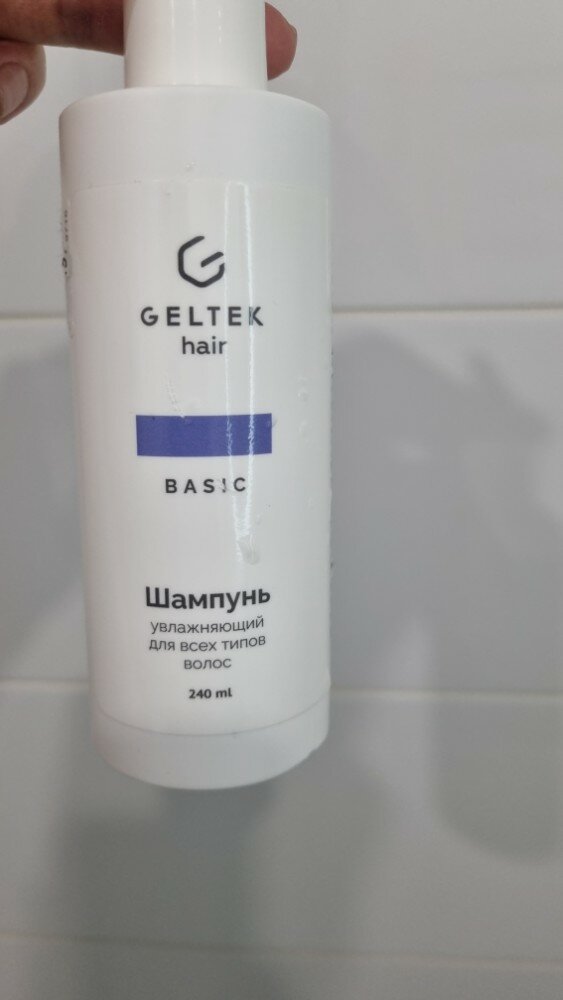 GELTEK
hair
BASIC
Шампунь
увлажняющий
для всех типов
волос
240 ml